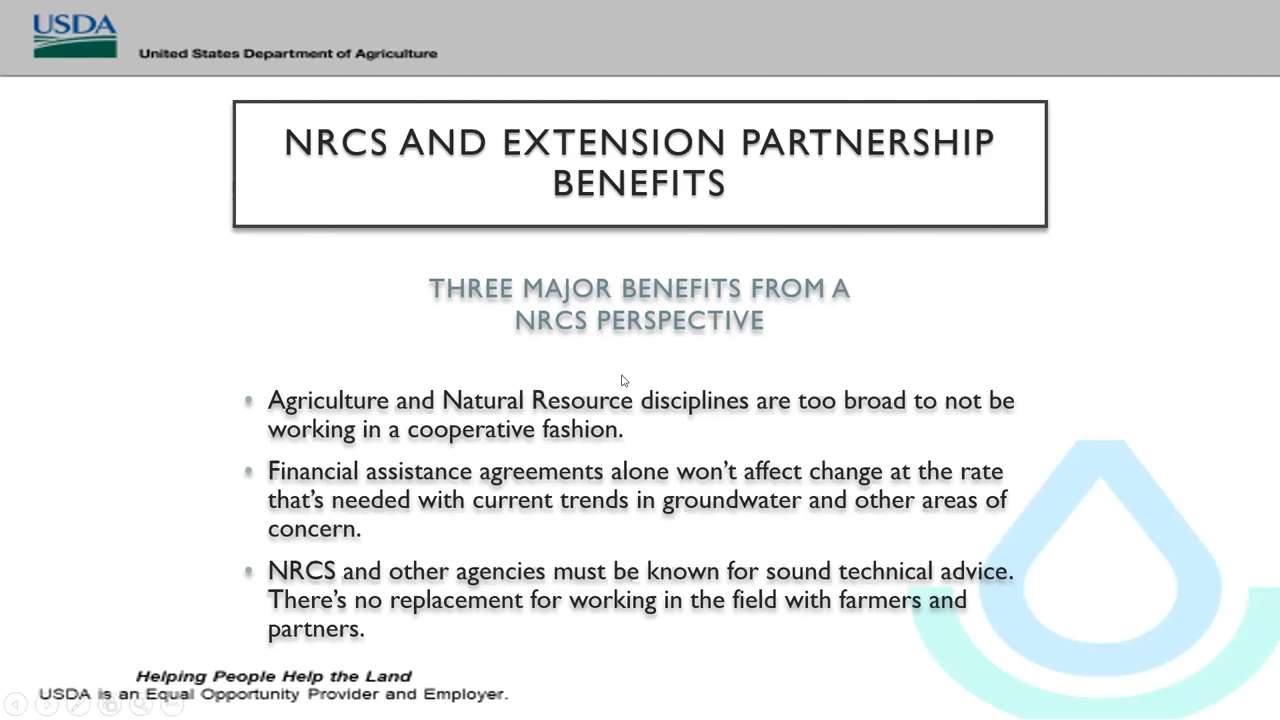 USDA
United States Department of Agriculture
NRCS AND EXTENSION PARTNERSHIP
BENEFITS
THREE MAJOR BENEFITS FROM A
NRCS PERSPECTIVE
• Agriculture and Natural Resource disciplines are too broad to not be
working in a cooperative fashion.
• Financial assistance agreements alone won't affect change at the rate
that's needed with current trends in groundwater and other areas of
concern.
• NRCS and other agencies must be known for sound technical advice.
There's no replacement for working in the field with farmers and
partners.
Helping People Help the Land
USDA is an Equal Opportunity Provider and Employer.